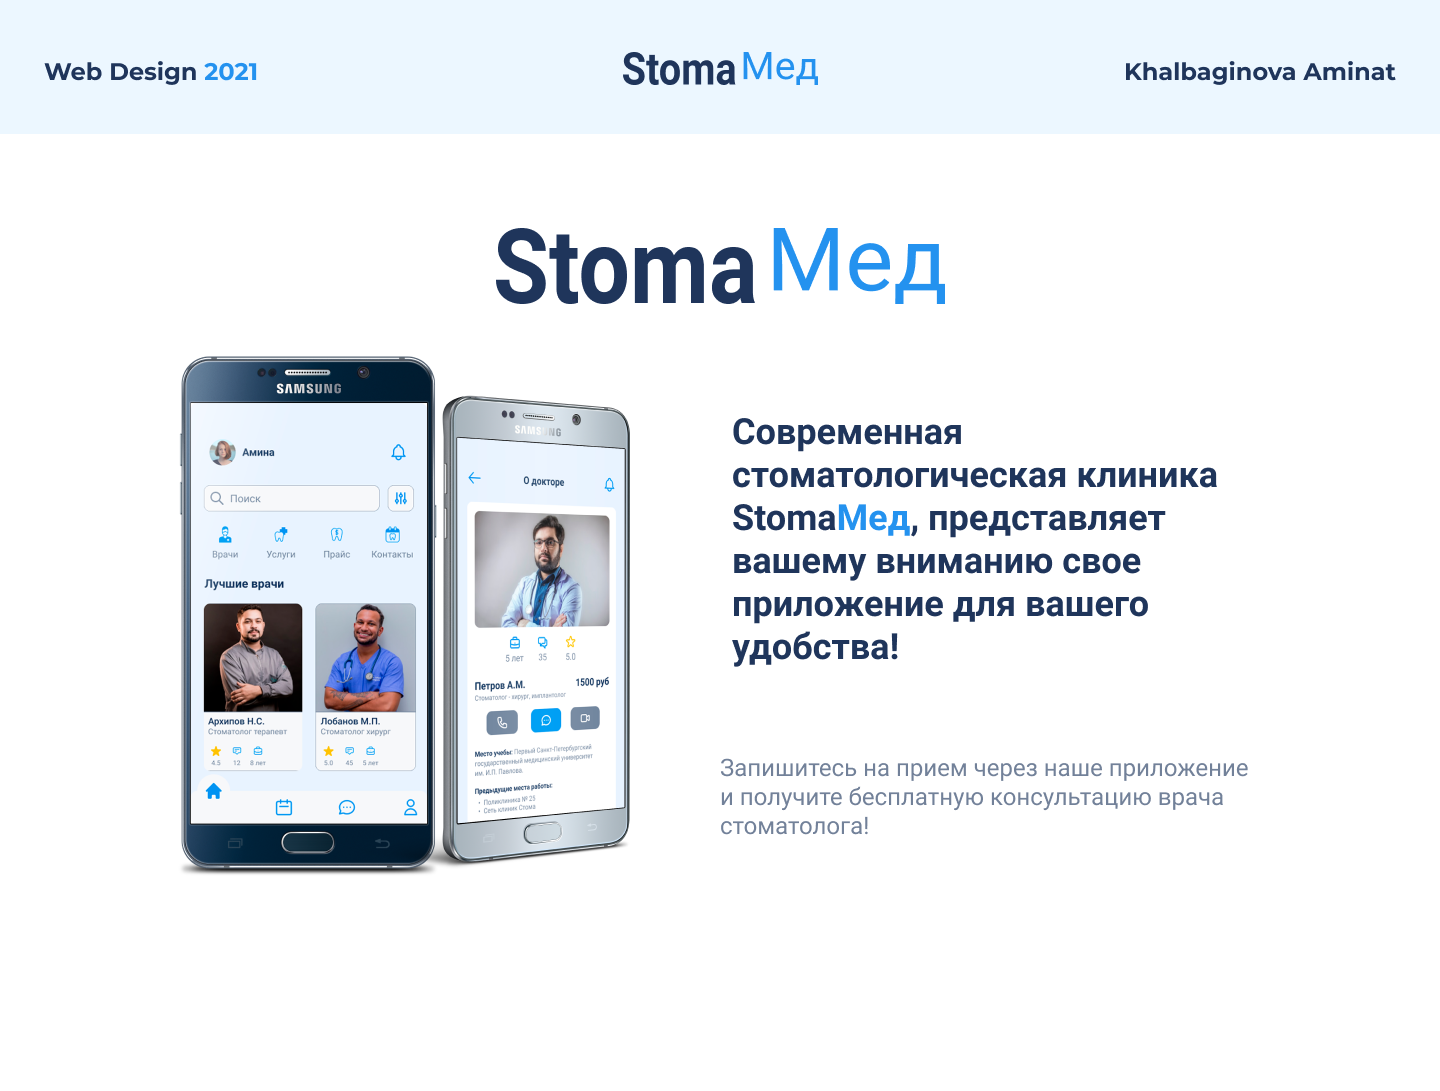 Web Design 2021
StomaМед
Khalbaginova Aminat
StomaМед
SAMSUNG
Амина
Поиск
Врачи Услуги Прайс Контакты
Лучшие врачи
Архипов Н.С.
Стоматолог терапевт
4.5 12 8 лет
Лобанов М.П.
Стоматолог хирург
5.0 45 5 лет
SAMSUNG
О докторе
5 лет 35 5.0
Петров А.М. 1500 руб
Стоматолог - хирург, имплантолог
Место учебы: Первый Санкт-Петербургский
государственный медицинский университет
им. И.П. Павлова.
Предыдущие места работы:
• Поликлиника № 25
• Сеть клиник Стома
Современная
стоматологическая клиника
StomaМед, представляет
вашему вниманию свое
приложение для вашего
удобства!
Запишитесь на прием через наше приложение
и получите бесплатную консультацию врача
стоматолога!